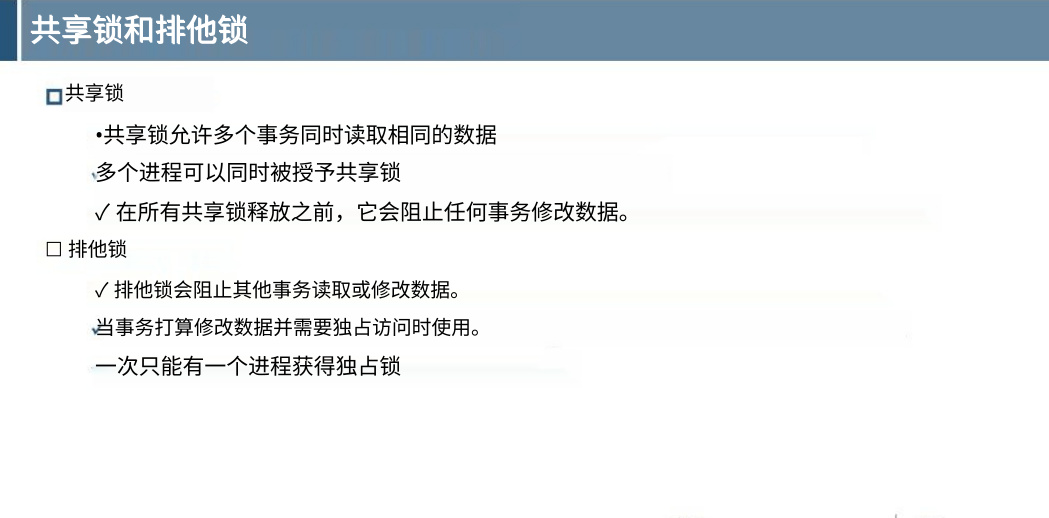 共享锁和排他锁
共享锁
•共享锁允许多个事务同时读取相同的数据
多个进程可以同时被授予共享锁
✓ 在所有共享锁释放之前，它会阻止任何事务修改数据。
□ 排他锁
✓ 排他锁会阻止其他事务读取或修改数据。
当事务打算修改数据并需要独占访问时使用。
一次只能有一个进程获得独占锁